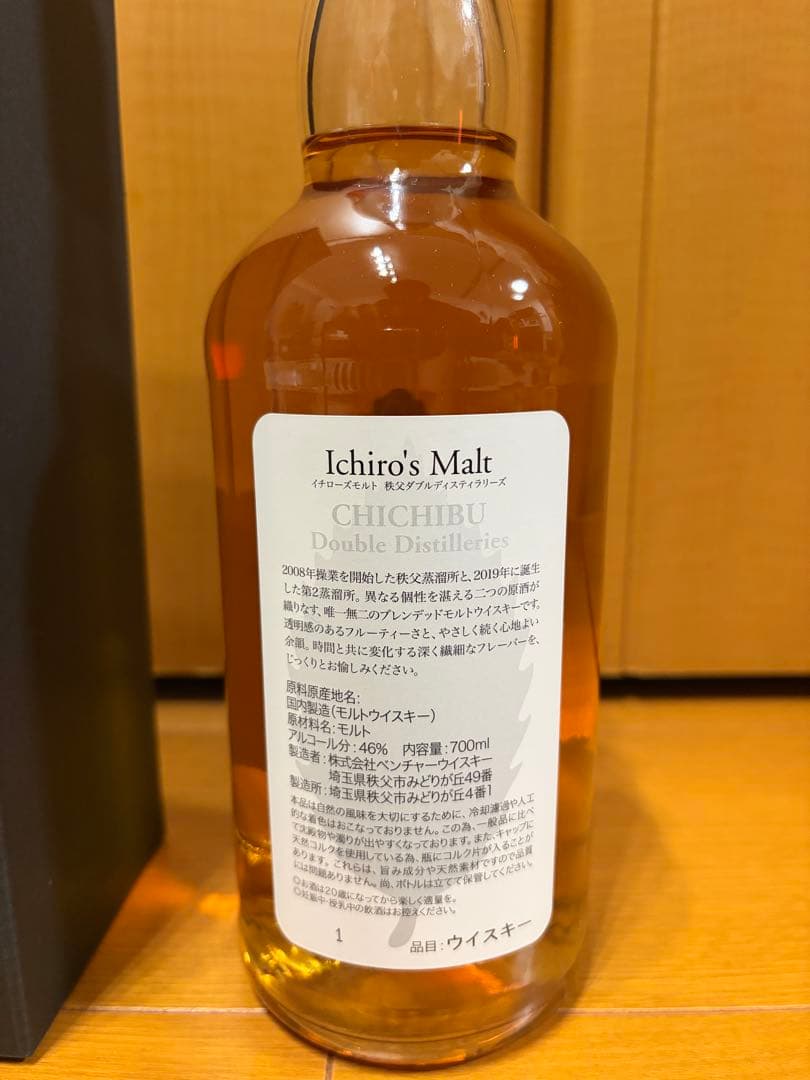 Ichiro's Malt
イチローズモルト 秩父ダブルディスティラリーズ
CHICHIBU
Double Distilleries
2008年操業を開始した秩父蒸溜所と、2019年に誕生
した第2蒸溜所。異なる個性を湛える二つの原酒が
織りなす、唯一無二のブレンデッドモルトウイスキーです。
透明感のあるフルーティーさと、やさしく続く心地よい
余韻。時間と共に変化する深く繊細なフレーバーを、
じっくりとお愉しみください。
原料原産地名:
国内製造(モルトウイスキー)
原材料名:モルト
アルコール分:46% 内容量:700ml
製造者:株式会社ベンチャーウイスキー
埼玉県秩父市みどりが丘49番
製造所:埼玉県秩父市みどりが丘4番1
本品は自然の風味を大切にするために、冷却濾過や人工
的な着色はおこなっておりません。この為、一般品に比べ
て沈殿物や濁りが出やすくなっております。また、キャップに
天然コルクを使用している為、瓶にコルク片が入ることが
あります。これらは、旨み成分や天然素材ですので品質
には問題ありません。尚、ボトルは立てて保管してください。
◎お酒は20歳になってから楽しく適量を。
◎妊娠中・授乳中の飲酒はお控えください。
1
品目:ウイスキー